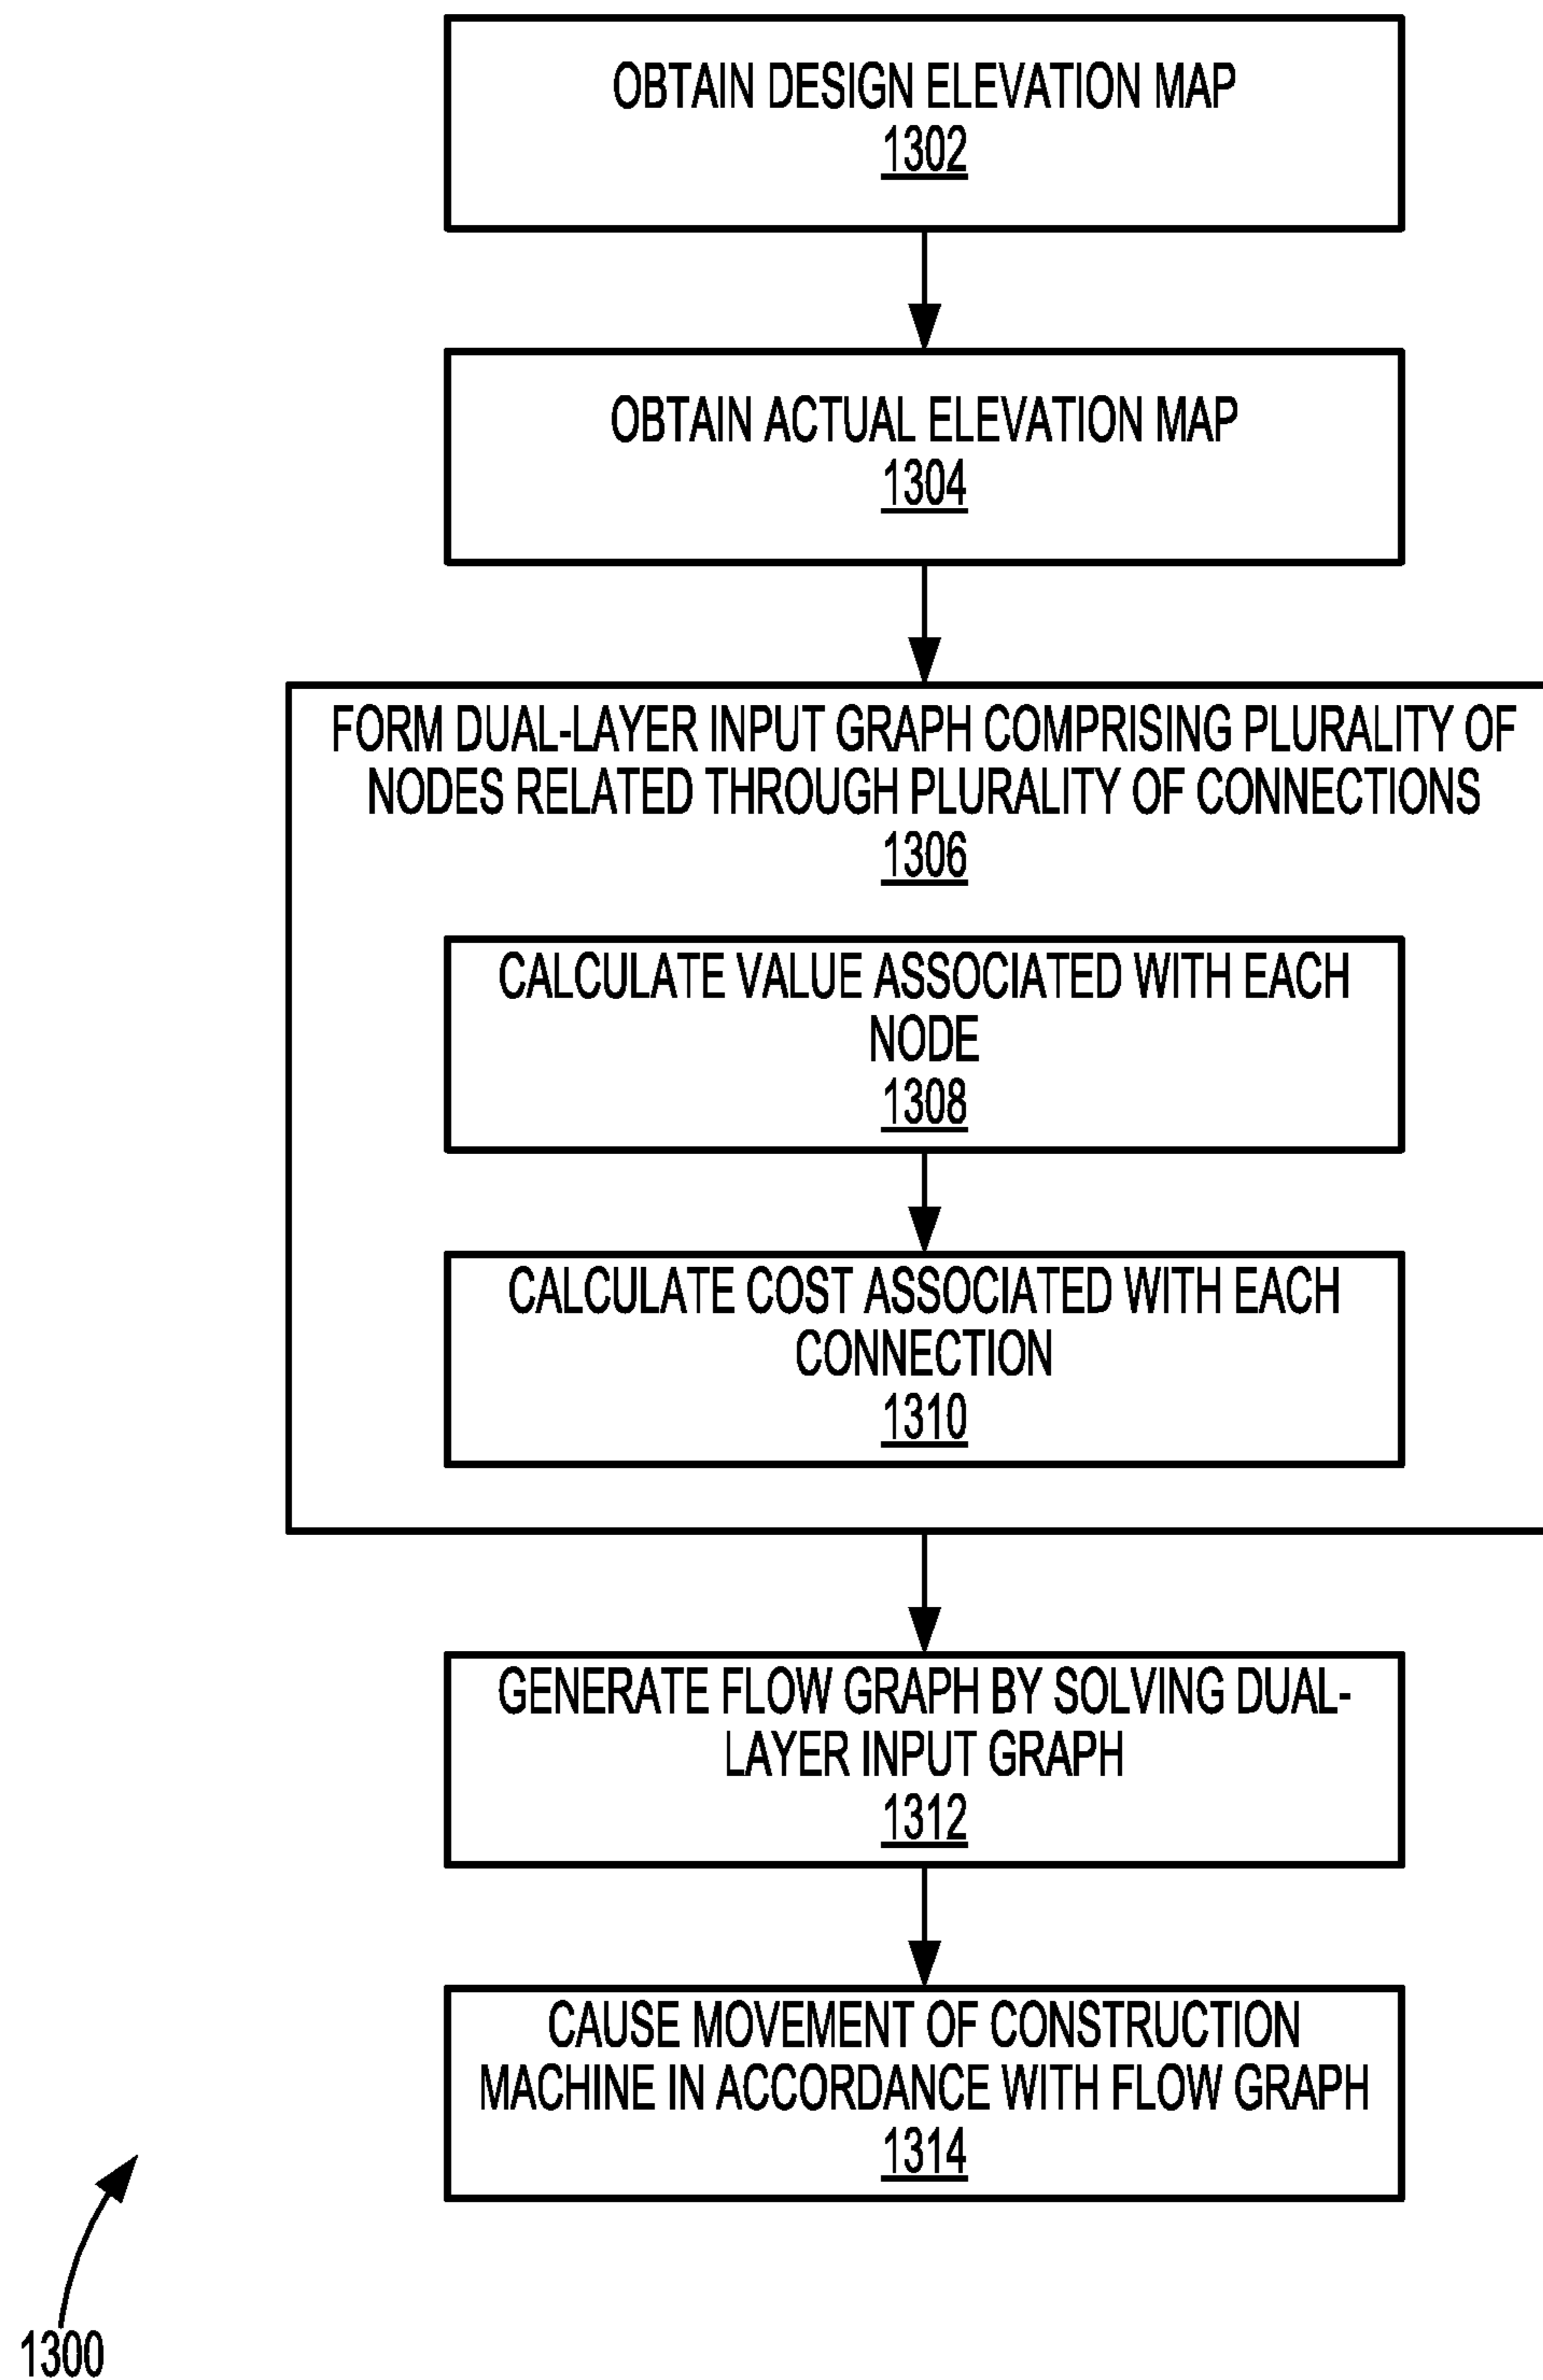 OBTAIN DESIGN ELEVATION MAP
1302
OBTAIN ACTUAL ELEVATION MAP
1304
FORM DUAL-LAYER INPUT GRAPH COMPRISING PLURALITY OF
NODES RELATED THROUGH PLURALITY OF CONNECTIONS
1306
CALCULATE VALUE ASSOCIATED WITH EACH
NODE
1308
CALCULATE COST ASSOCIATED WITH EACH
CONNECTION
1310
GENERATE FLOW GRAPH BY SOLVING DUAL-
LAYER INPUT GRAPH
1312
CAUSE MOVEMENT OF CONSTRUCTION
MACHINE IN ACCORDANCE WITH FLOW GRAPH
1314
1300